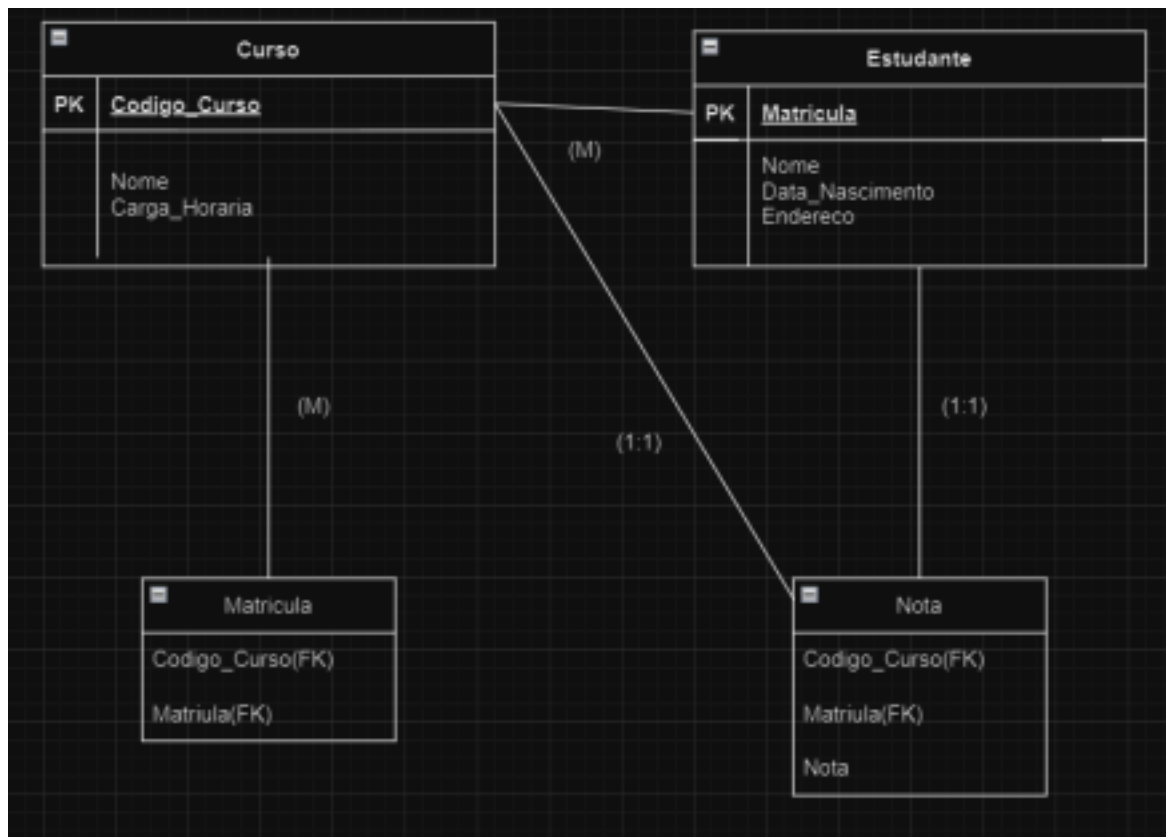 Curso
PK Codigo_Curso
Nome
Carga_Horaria
Estudante
PK Matricula
Nome
Data_Nascimento
Endereco
(M)
(M)
(1:1)
(1:1)
Matricula
Codigo_Curso(FK)
Matriula(FK)
Nota
Codigo_Curso(FK)
Matriula(FK)
Nota